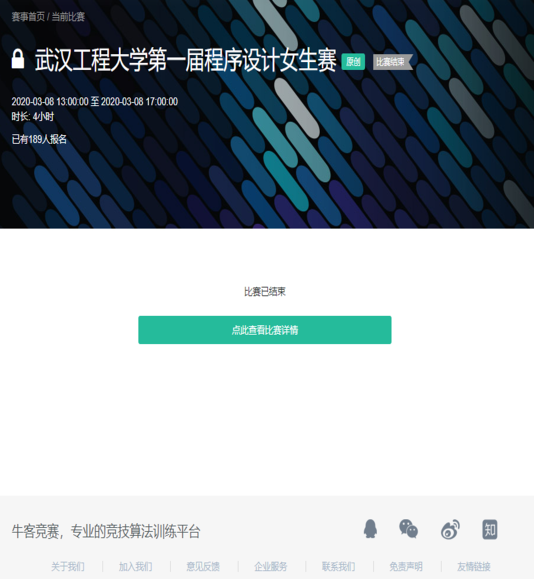 赛事首页 / 当前比赛
武汉工程大学第一届程序设计女生赛 原创 比赛结束
2020-03-08 13:00:00 至 2020-03-08 17:00:00
时长: 4小时
已有189人报名
比赛已结束
点此查看比赛详情
牛客竞赛，专业的竞技算法训练平台
知
关于我们 加入我们 意见反馈 企业服务 联系我们 免责声明 友情链接